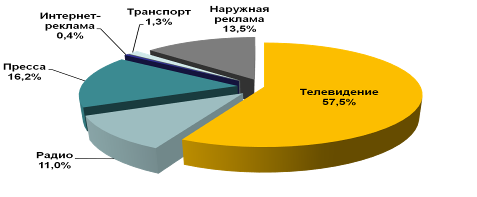 Интернет-
реклама
0,4%
Транспорт
1,3%
Наружная
реклама
13,5%
Пресса
16,2%
Телевидение
57,5%
Радио
11,0%